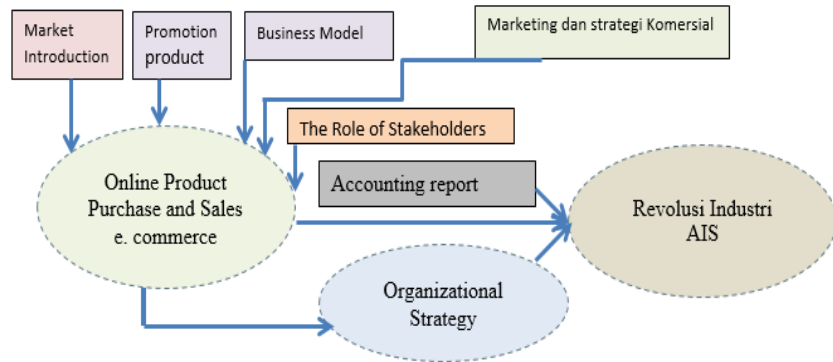 Market
Introduction
Promotion
product
Business Model
Marketing dan strategi Komersial
The Role of Stakeholders
Accounting report
Online Product
Purchase and Sales
e. commerce
Revolusi Industri
AIS
Organizational
Strategy